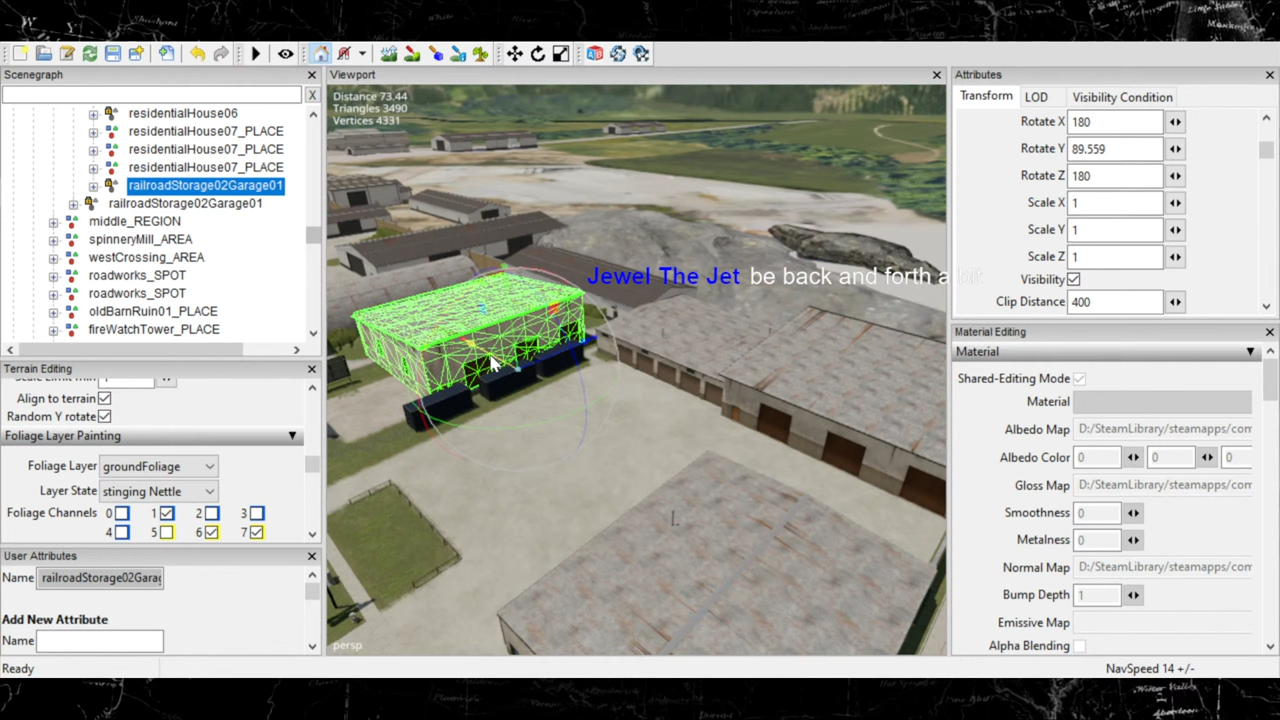 Scenegraph
X
residentialHouse06
residentialHouse07_PLACE
residentialHouse07_PLACE
residentialHouse07_PLACE
railroadStorage02Garage01
railroadStorage02Garage01
middle_REGION
spinneryMill_AREA
westCrossing_AREA
roadworks_SPOT
roadworks_SPOT
oldBarnRuin01_PLACE
fireWatchTower_PLACE
Terrain Editing
Align to terrain
Random Y rotate
Foliage Layer Painting
Foliage Layer groundFoliage
Layer State stinging Nettle
Foliage Channels 0 1 2 3
4 5 6 7
User Attributes
Name railroadStorage02Garag
Add New Attribute
Name
Ready
Viewport
Distance 73.44
Triangles 3490
Vertices 4331
Jewel The Jet be back and forth a bit
persp
Attributes
Transform LOD Visibility Condition
Rotate X 180
Rotate Y 89.559
Rotate Z 180
Scale X 1
Scale Y 1
Scale Z 1
Visibility
Clip Distance 400
Material Editing
Material
Shared-Editing Mode
Material
Albedo Map D:/SteamLibrary/steamapps/com
Albedo Color 0 0 0
Gloss Map D:/SteamLibrary/steamapps/com
Smoothness 0
Metalness 0
Normal Map D:/SteamLibrary/steamapps/com
Bump Depth 1
Emissive Map
Alpha Blending
NavSpeed 14 +/-